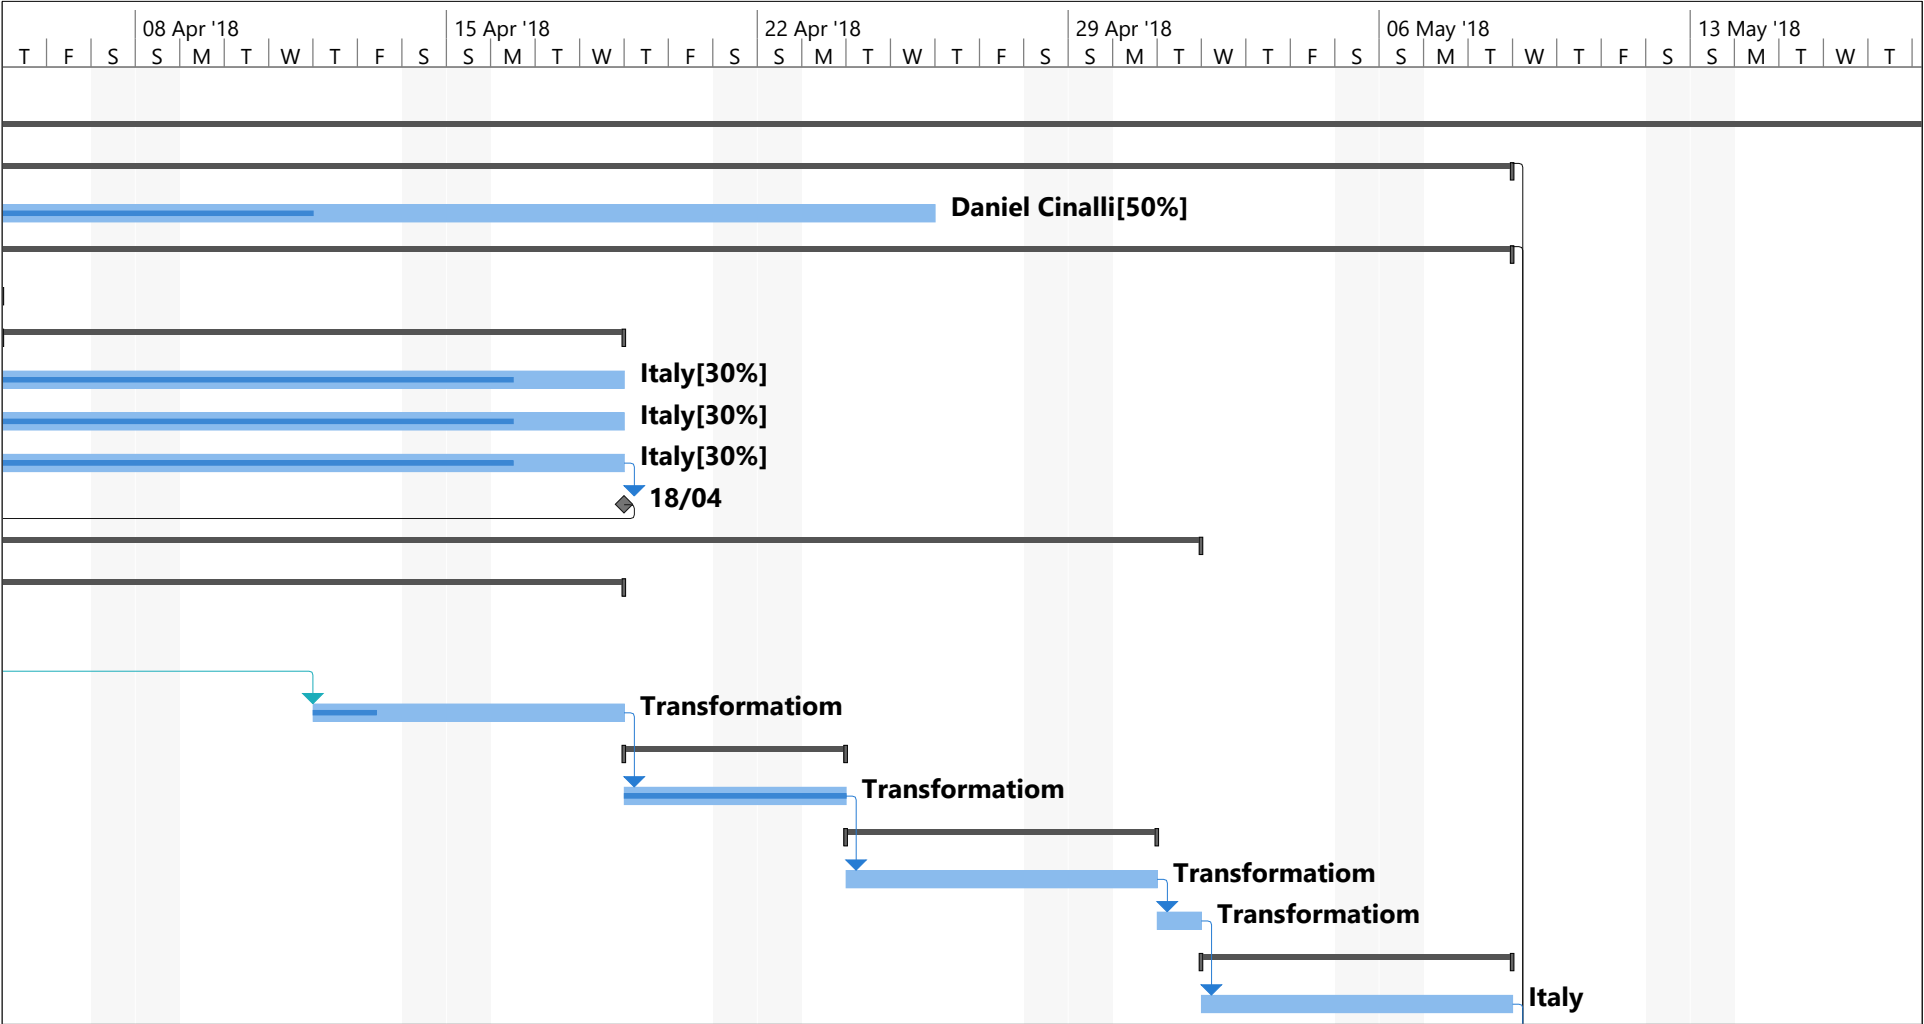 08 Apr '18 15 Apr '18 22 Apr '18 29 Apr '18 06 May '18 13 May '18
T F S S M T W T F S S M T W T F S S M T W T F S S M T W T F S S M T W T F S S M T W T
Daniel Cinalli[50%]
Italy[30%]
Italy[30%]
Italy[30%]
18/04
Transformatiom
Transformatiom
Transformatiom
Transformatiom
Italy